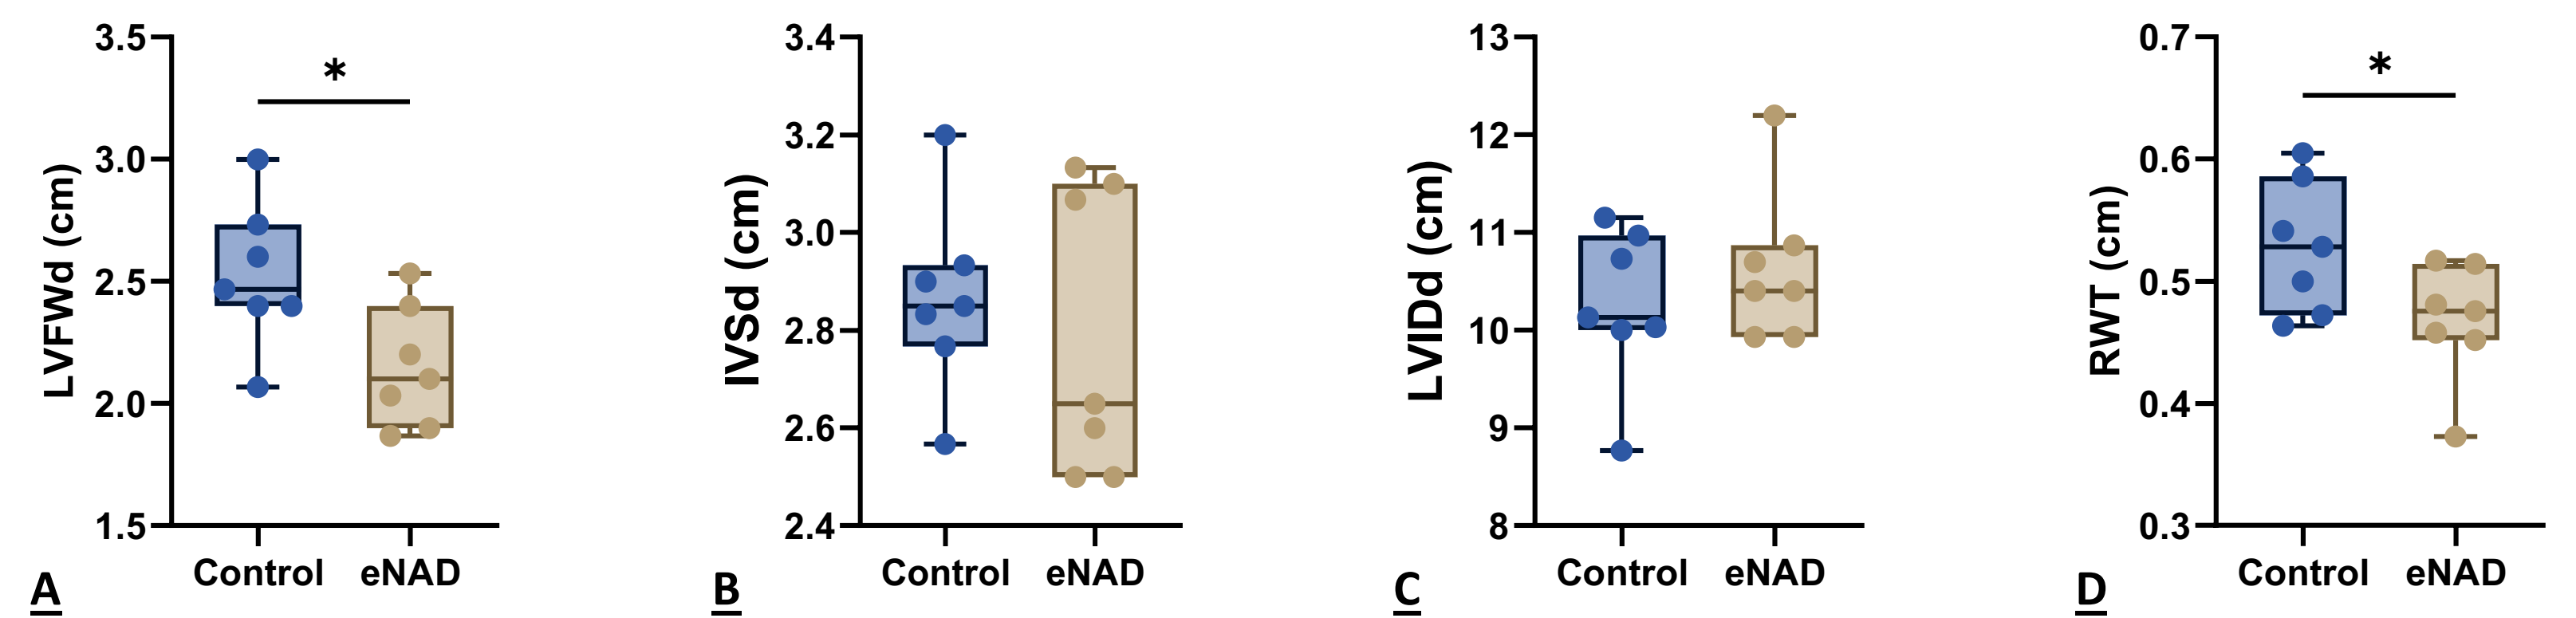 LVFWd (cm)
3.5
3.0
2.5
2.0
1.5
*
Control eNAD
A
IVSd (cm)
3.4
3.2
3.0
2.8
2.6
2.4
Control eNAD
B
LVIDd (cm)
13
12
11
10
9
8
Control eNAD
C
RWT (cm)
0.7
0.6
0.5
0.4
0.3
*
Control eNAD
D